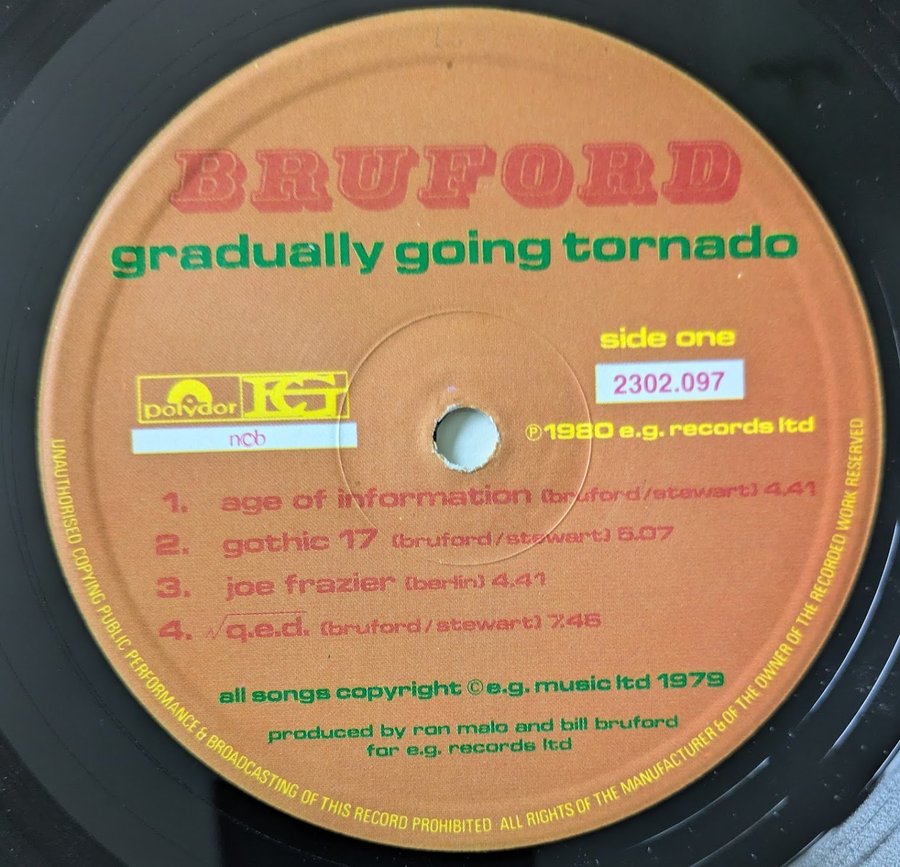 BRUFORD
gradually going tornado
side one
2302.097
polydor EG
ncb
℗1980 e.g. records ltd
1. age of information (bruford/stewart) 4.41
2. gothic 17 (bruford/stewart) 5.07
3. joe frazier (berlin) 4.41
4. √q.e.d. (bruford/stewart) 7.46
all songs copyright ©e.g. music ltd 1979
produced by ron malo and bill bruford
for e.g. records ltd
UNAUTHORISED COPYING PUBLIC PERFORMANCE & BROADCASTING OF THIS RECORD PROHIBITED ALL RIGHTS OF THE MANUFACTURER & OF THE OWNER OF THE RECORDED WORK RESERVED